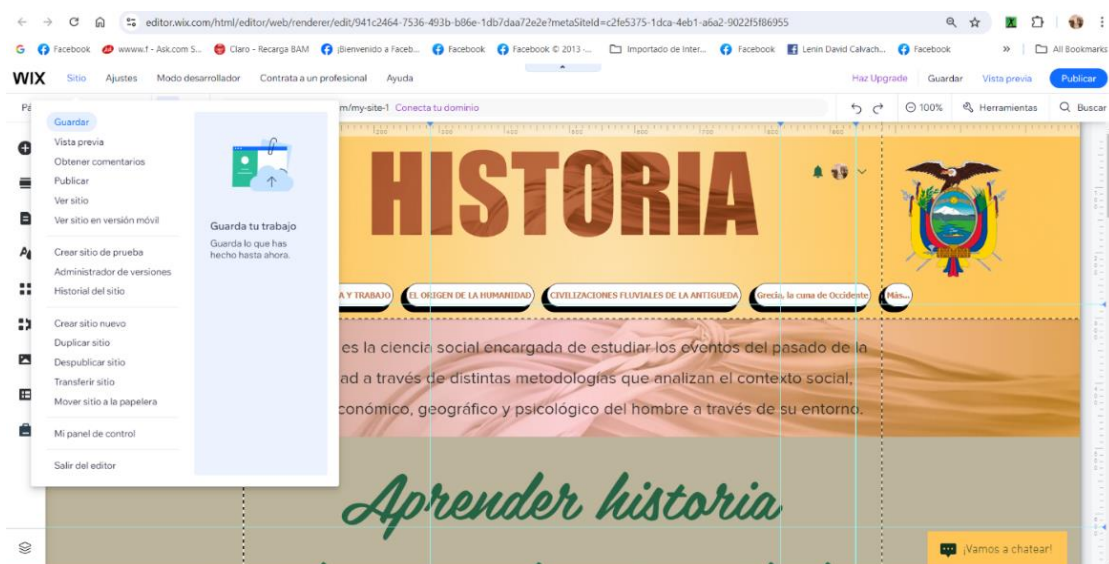 editor.wix.com/html/editor/web/renderer/edit/941c2464-7536-493b-b86e-1db7daa72e2e?metaSiteId=c2fe5375-1dca-4eb1-a6a2-9022f5f86955
Facebook wwww.f - Ask.com S... Claro - Recarga BAM ¡Bienvenido a Faceb... Facebook Facebook © 2013 -... Importado de Inter... Facebook Lenin David Calvach... Facebook » All Bookmarks
WIX Sitio Ajustes Modo desarrollador Contrata a un profesional Ayuda Haz Upgrade Guardar Vista previa Publicar
m/my-site-1 Conecta tu dominio 100% Herramientas Buscar
Guardar
Vista previa
Obtener comentarios
Publicar
Ver sitio
Ver sitio en versión móvil
Crear sitio de prueba
Administrador de versiones
Historial del sitio
Crear sitio nuevo
Duplicar sitio
Despublicar sitio
Transferir sitio
Mover sitio a la papelera
Mi panel de control
Salir del editor
Guarda tu trabajo
Guarda lo que has
hecho hasta ahora.
HISTORIA
A Y TRABAJO EL ORIGEN DE LA HUMANIDAD CIVILIZACIONES FLUVIALES DE LA ANTIGUEDA Grecia, la cuna de Occidente Más...
es la ciencia social encargada de estudiar los eventos del pasado de la
ad a través de distintas metodologías que analizan el contexto social,
conómico, geográfico y psicológico del hombre a través de su entorno.
Aprender historia
¡Vamos a chatear!